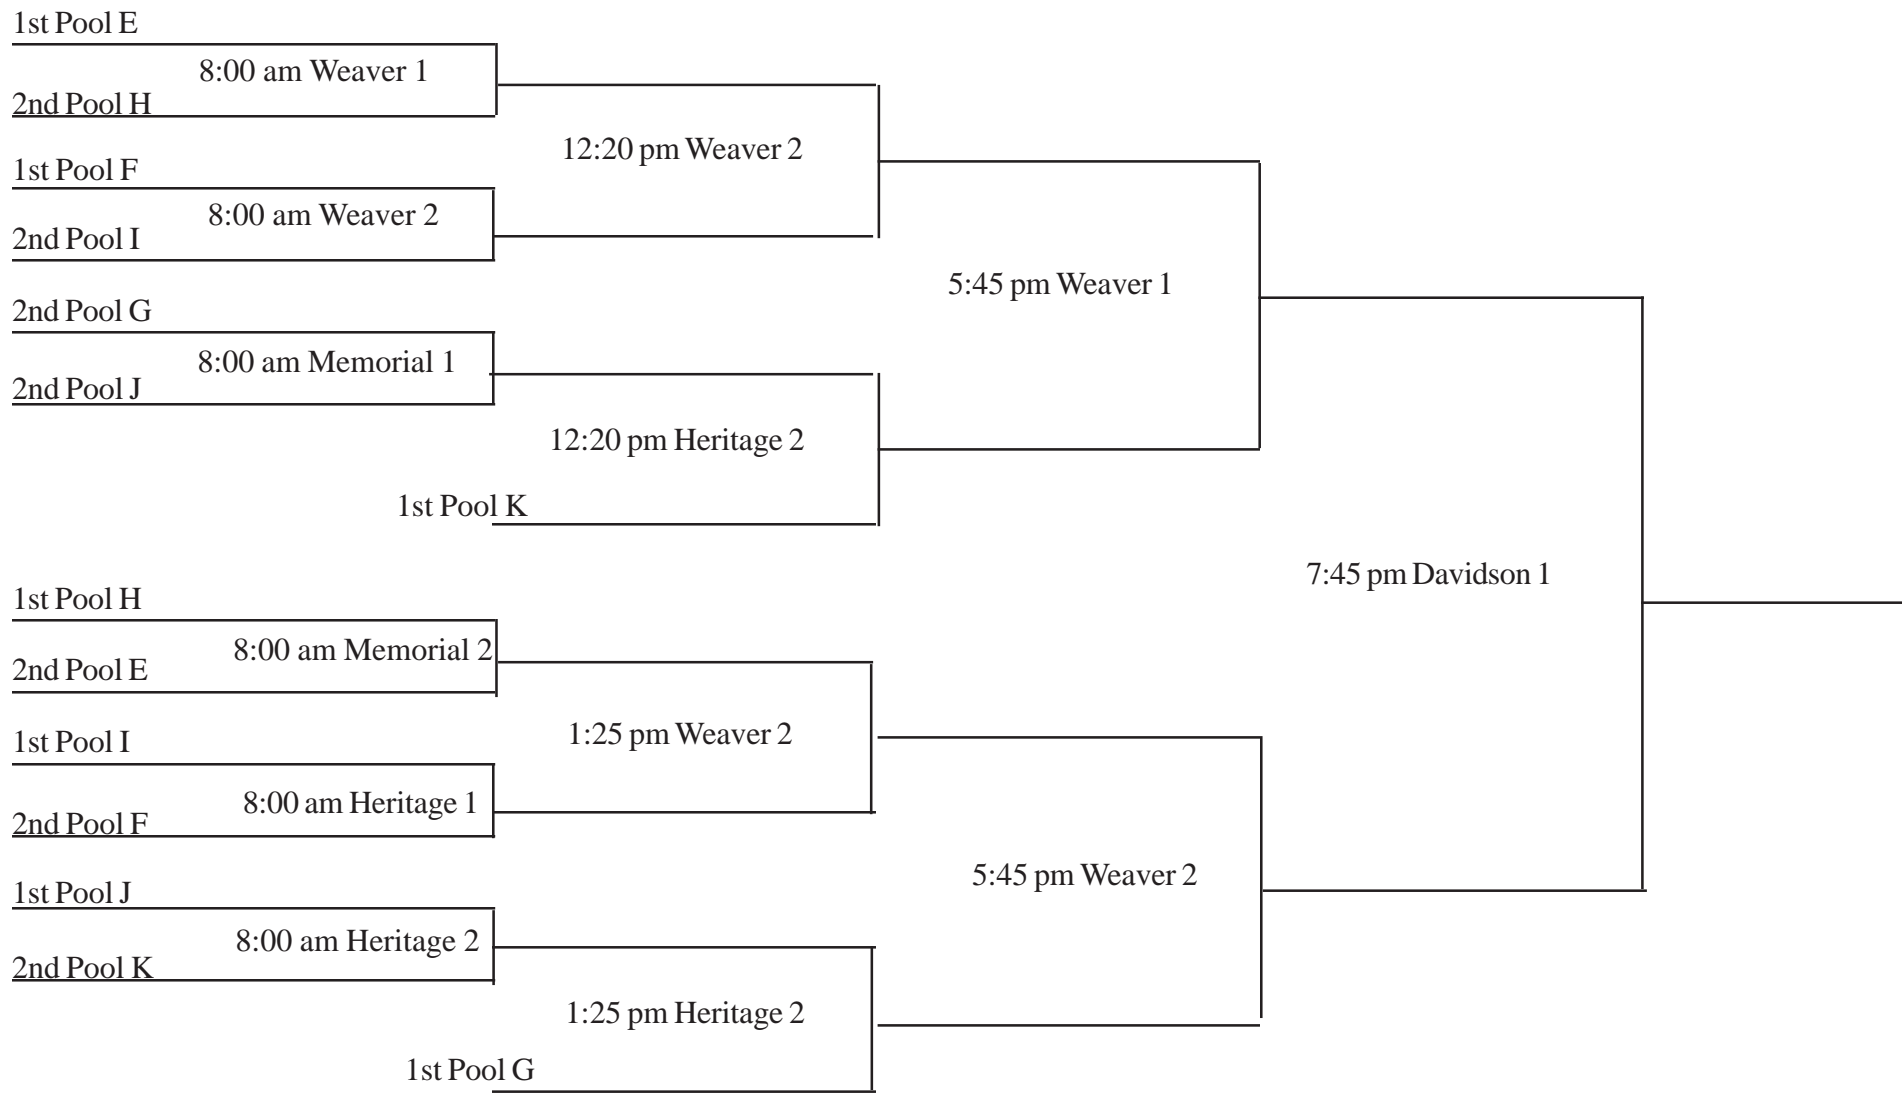 1st Pool E
8:00 am Weaver 1
2nd Pool H
12:20 pm Weaver 2
1st Pool F
8:00 am Weaver 2
2nd Pool I
5:45 pm Weaver 1
2nd Pool G
8:00 am Memorial 1
2nd Pool J
12:20 pm Heritage 2
1st Pool K
7:45 pm Davidson 1
1st Pool H
8:00 am Memorial 2
2nd Pool E
1:25 pm Weaver 2
1st Pool I
8:00 am Heritage 1
2nd Pool F
5:45 pm Weaver 2
1st Pool J
8:00 am Heritage 2
2nd Pool K
1:25 pm Heritage 2
1st Pool G